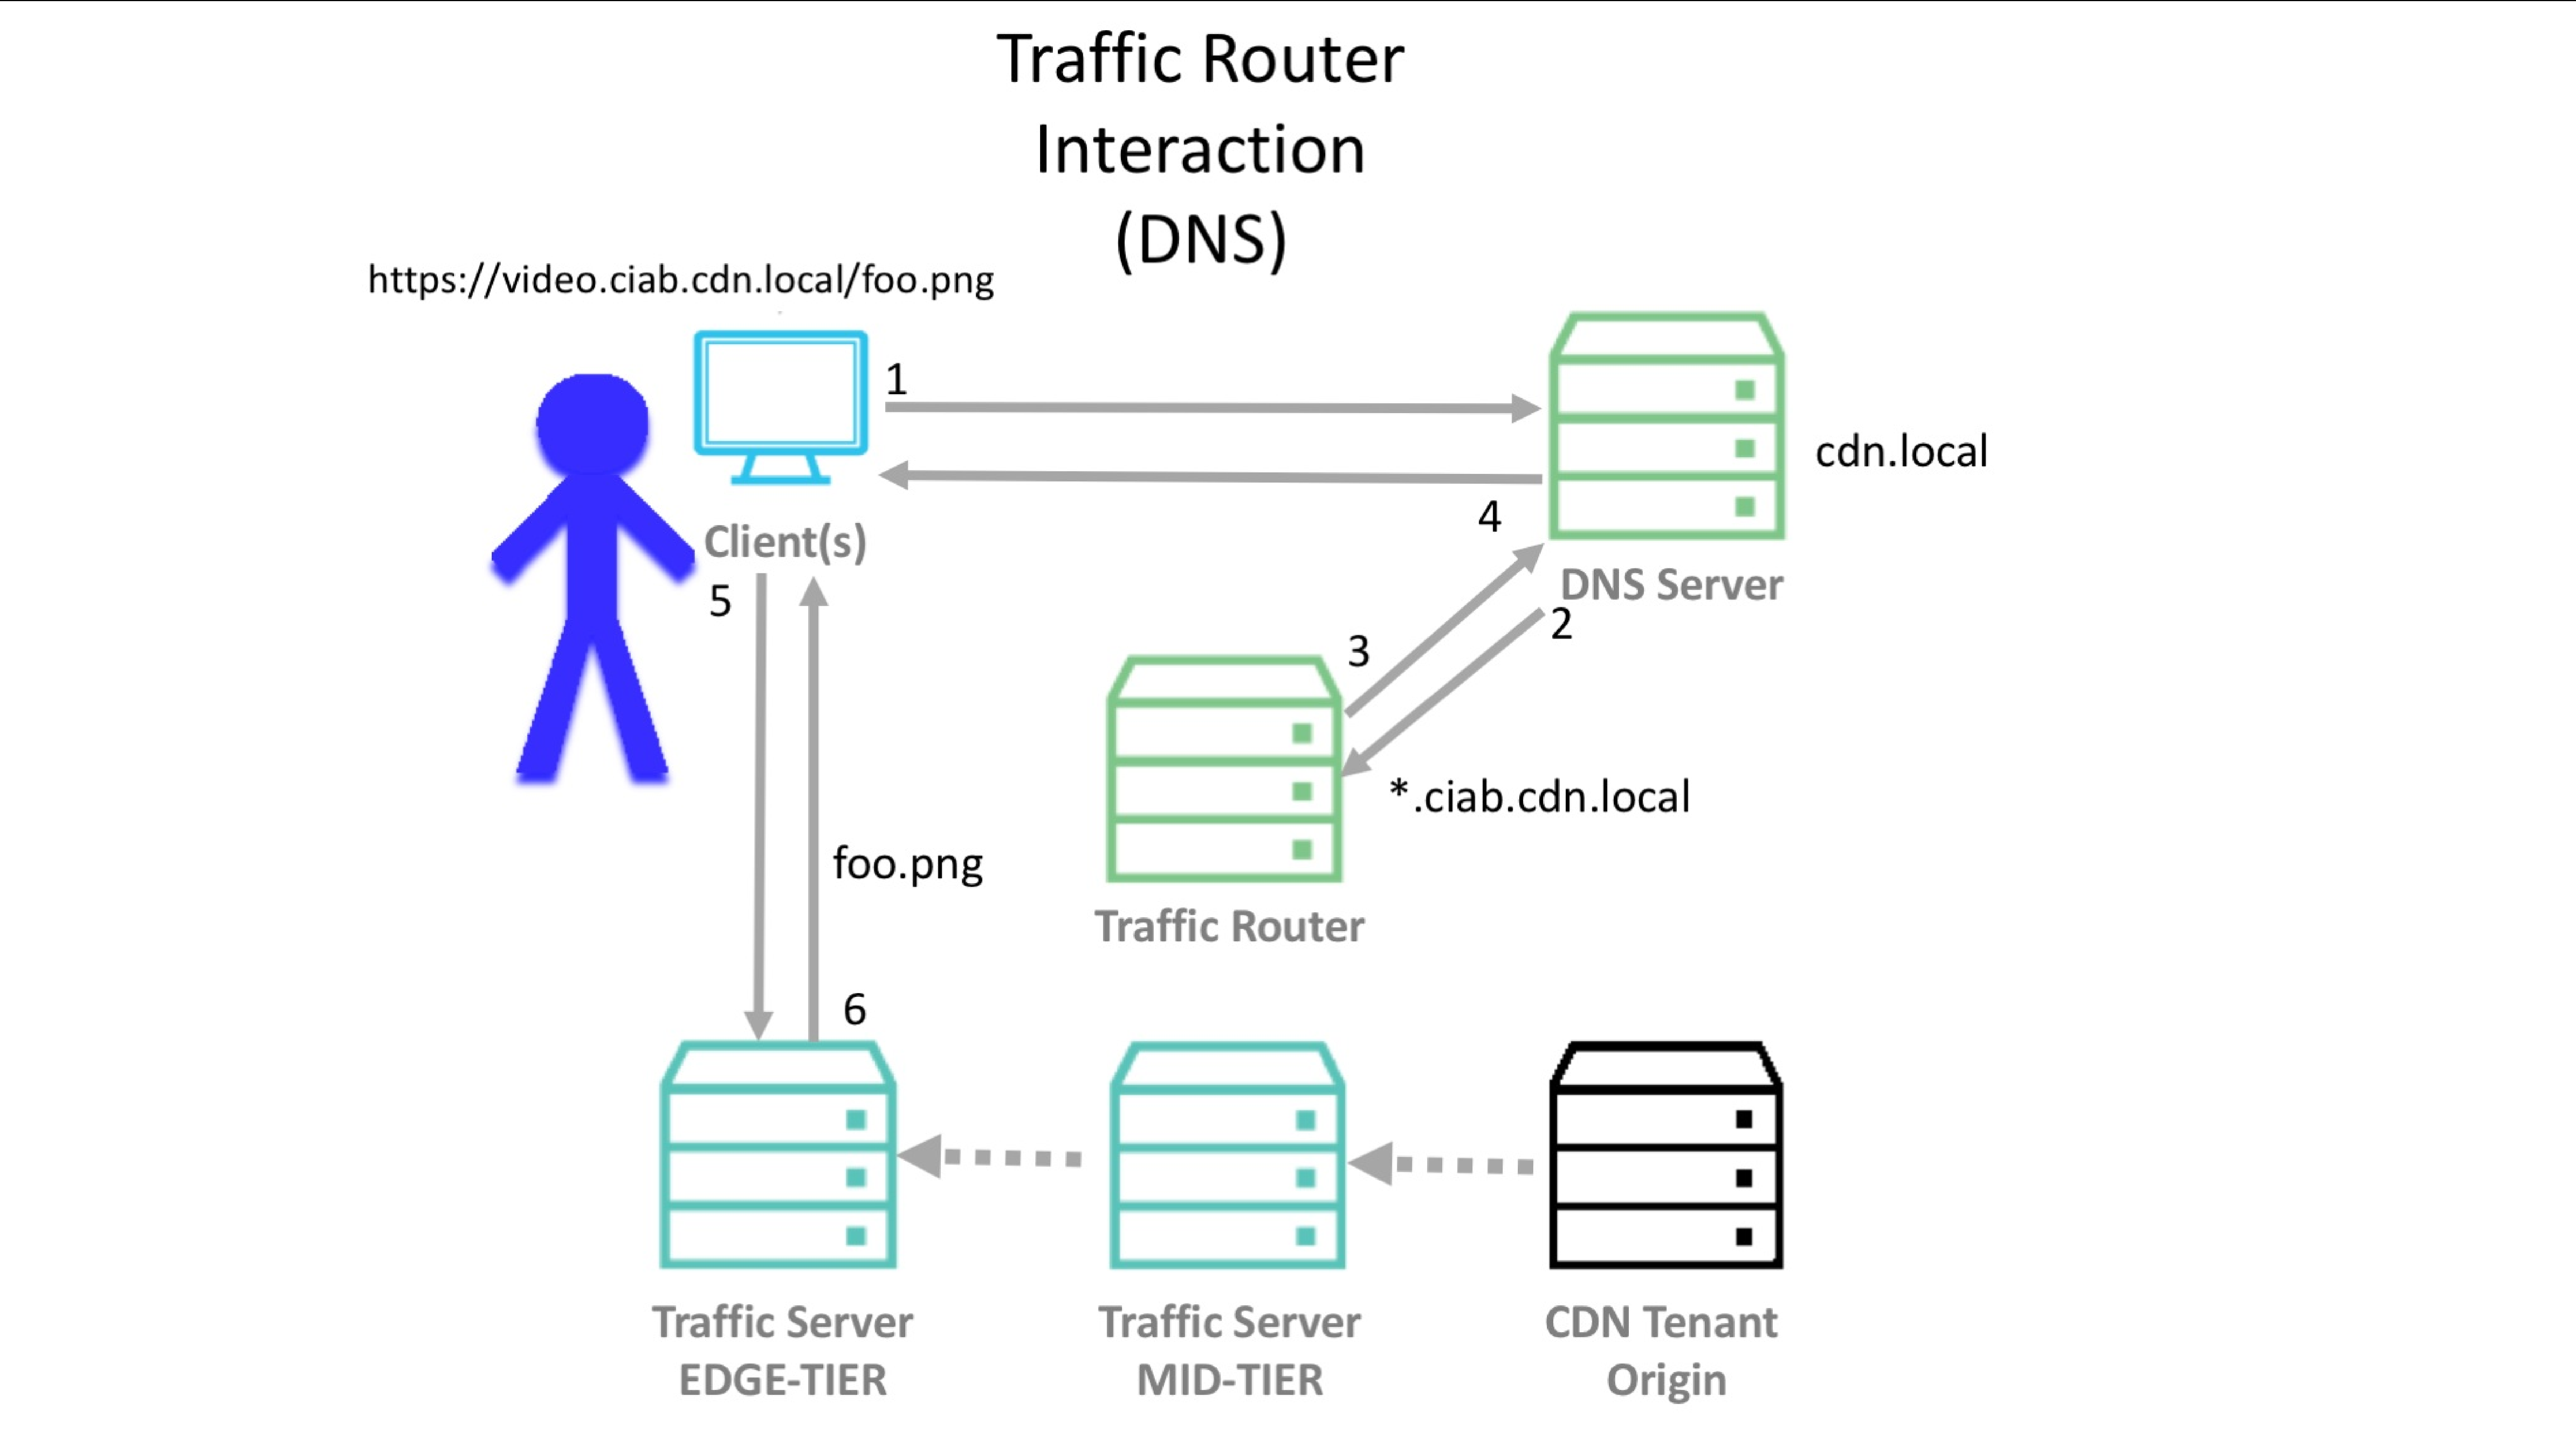 Traffic Router
Interaction
(DNS)
https://video.ciab.cdn.local/foo.png
1
cdn.local
4
Client(s)
DNS Server
5
2
3
*.ciab.cdn.local
foo.png
Traffic Router
6
Traffic Server
EDGE-TIER
Traffic Server
MID-TIER
CDN Tenant
Origin